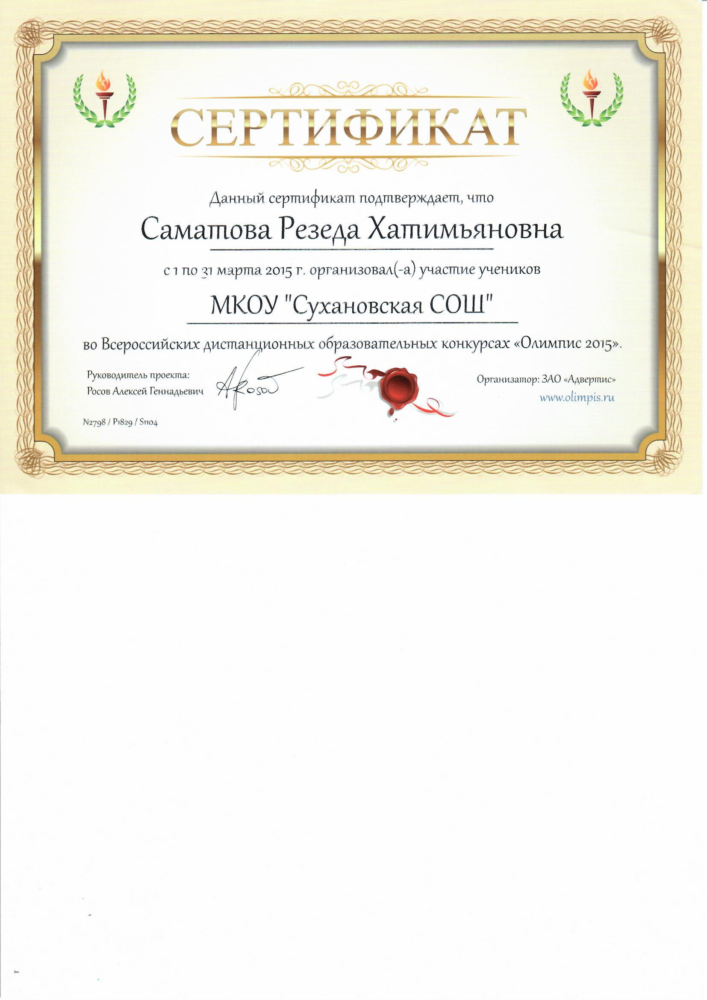 СЕРТИФИКАТ
Данный сертификат подтверждает, что
Саматова Резеда Хатимьяновна
с 1 по 31 марта 2015 г. организовал(-а) участие учеников
МКОУ "Сухановская СОШ"
во Всероссийских дистанционных образовательных конкурсах «Олимпис 2015».
Руководитель проекта:
Росов Алексей Геннадьевич
ARosov
Организатор: ЗАО «Адвертис»
www.olimpis.ru
N2798 / P1829 / S1104